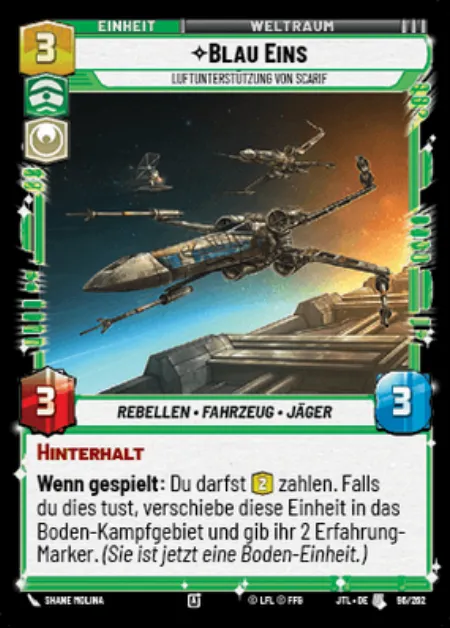 EINHEIT
WELTRAUM
3
BLAU EINS
LUFTUNTERSTÜTZUNG VON SCARIF
3
REBELLEN • FAHRZEUG • JÄGER
3
HINTERHALT
Wenn gespielt: Du darfst 2 zahlen. Falls
du dies tust, verschiebe diese Einheit in das
Boden-Kampfgebiet und gib ihr 2 Erfahrung-
Marker. (Sie ist jetzt eine Boden-Einheit.)
SHANE MOLINA
A
© LFL © FFG
JTL • DE
96/262